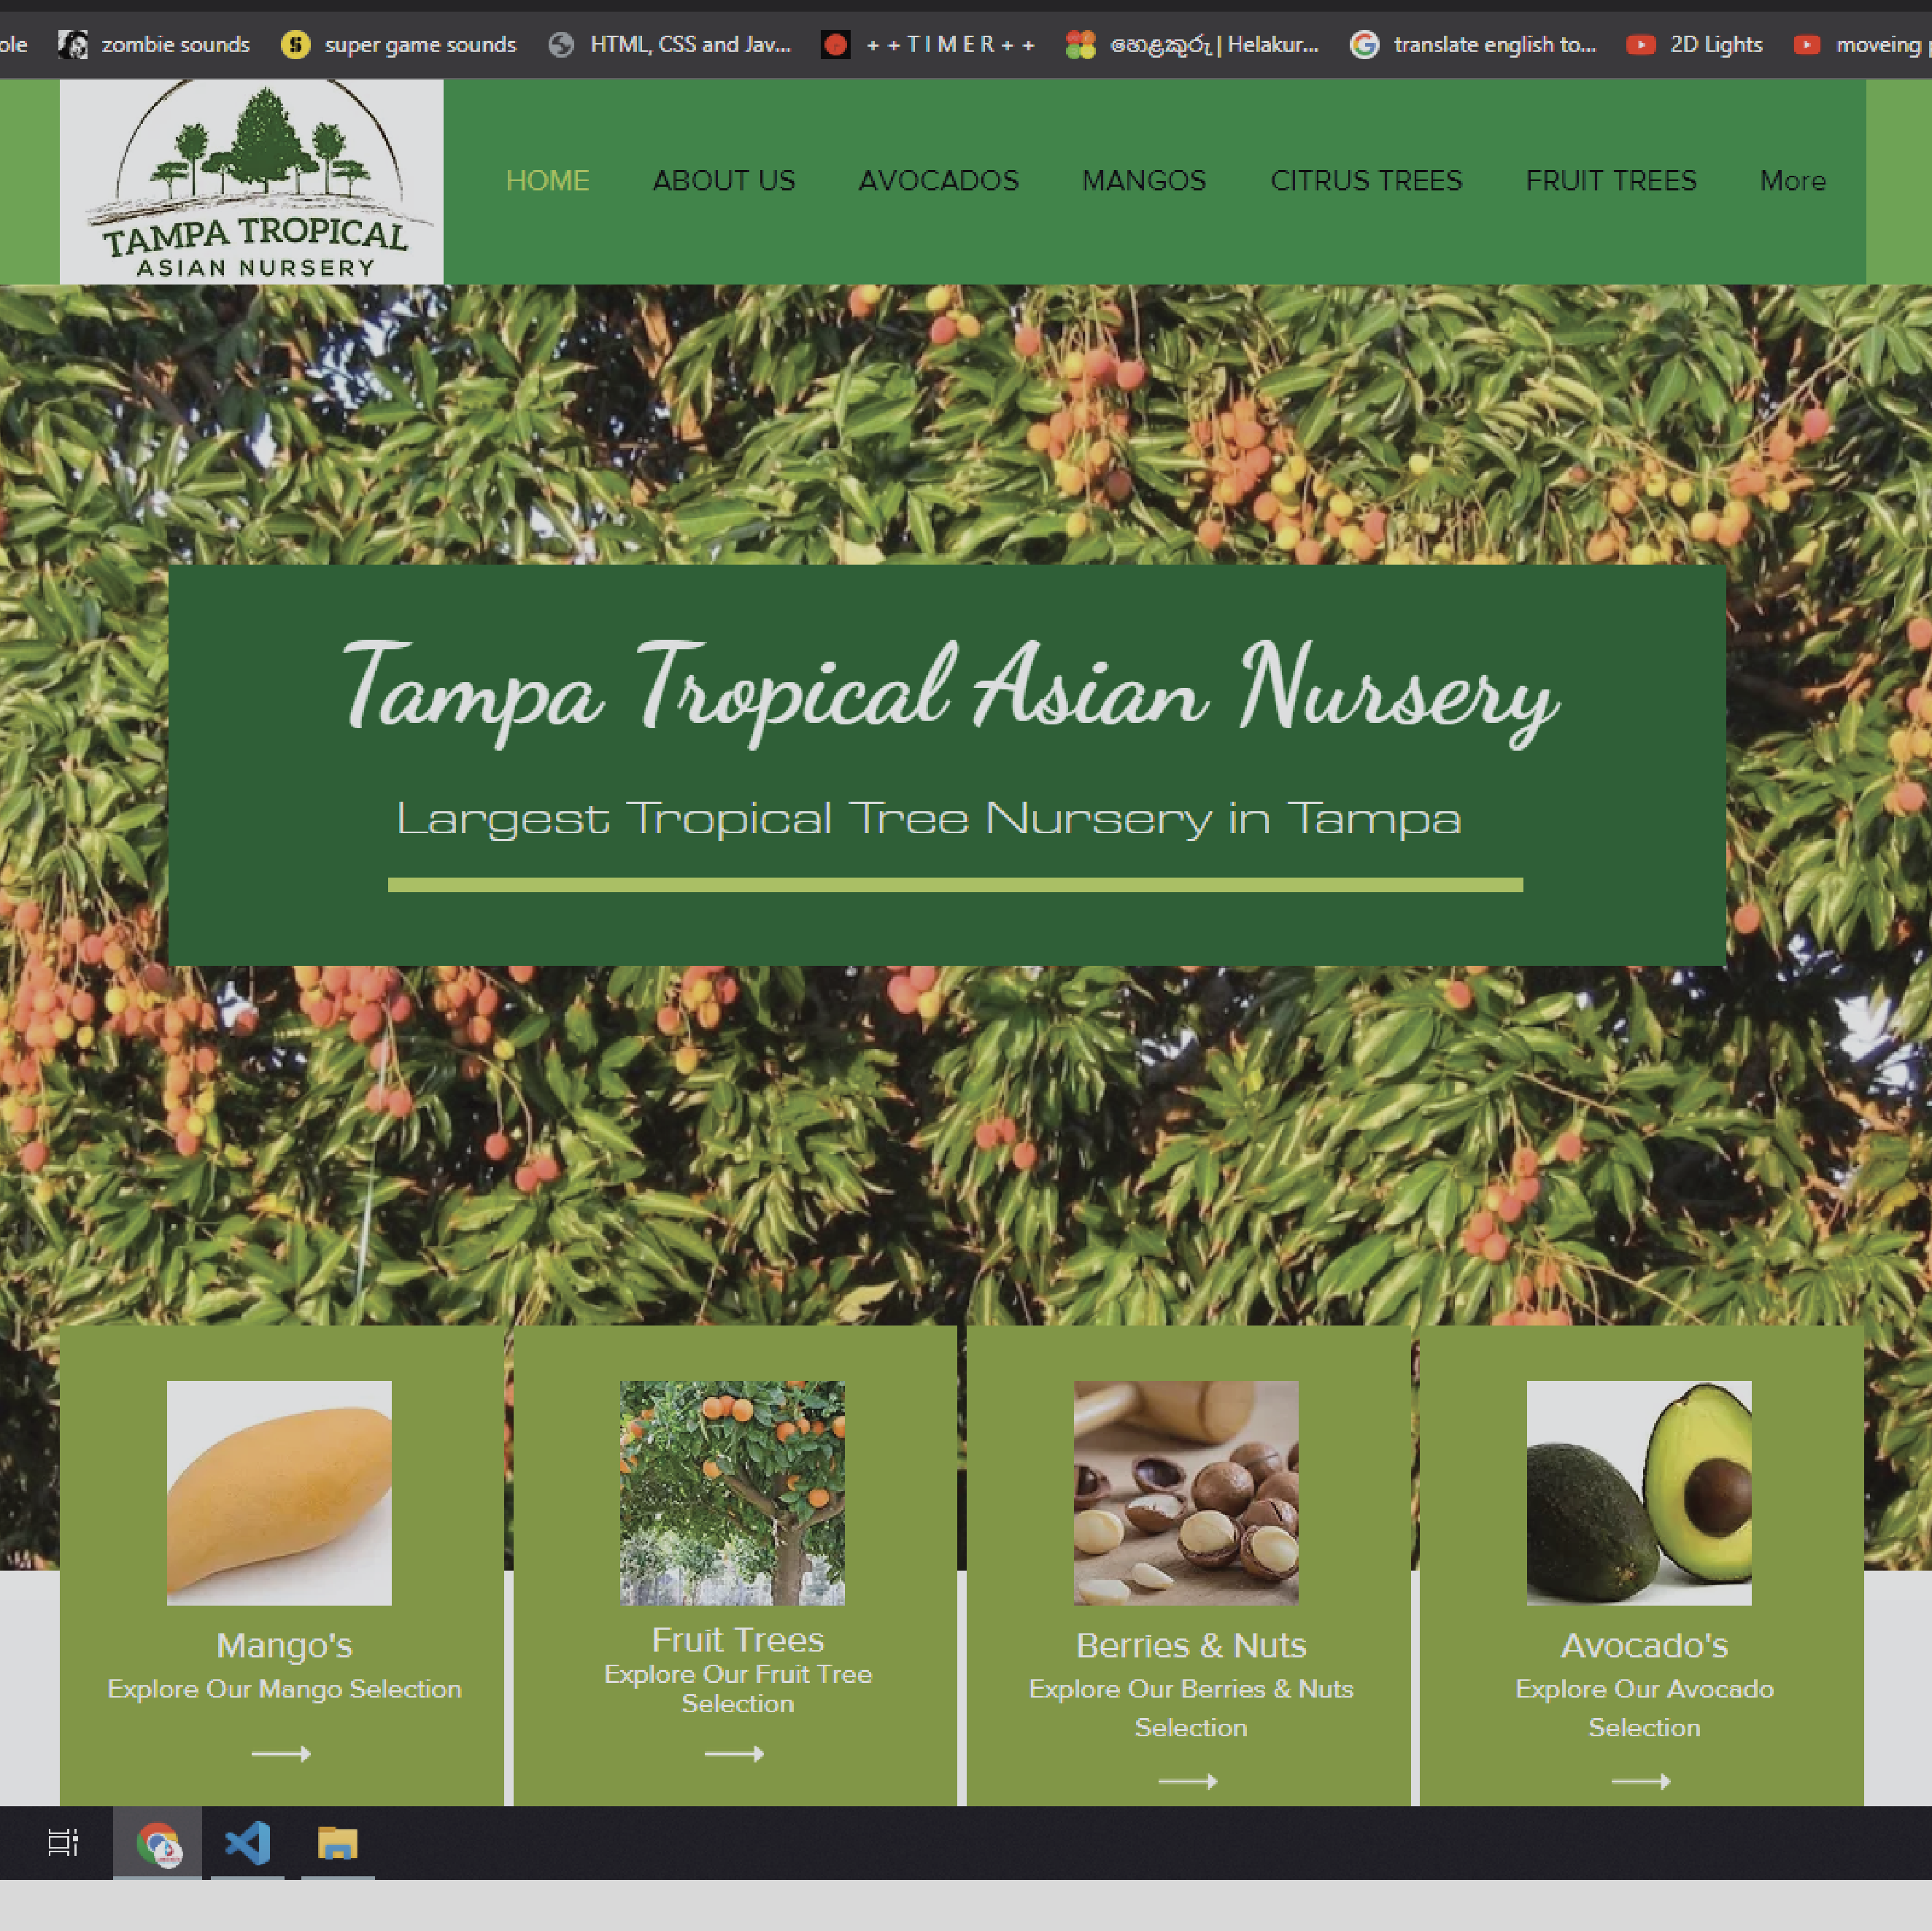 ole zombie sounds super game sounds HTML, CSS and Jav... + + T I M E R + + හෙළකුරු | Helakur... translate english to... 2D Lights moveing
TAMPA TROPICAL
ASIAN NURSERY
HOME ABOUT US AVOCADOS MANGOS CITRUS TREES FRUIT TREES More
Tampa Tropical Asian Nursery
Largest Tropical Tree Nursery in Tampa
Mango's
Explore Our Mango Selection
Fruit Trees
Explore Our Fruit Tree
Selection
Berries & Nuts
Explore Our Berries & Nuts
Selection
Avocado's
Explore Our Avocado
Selection